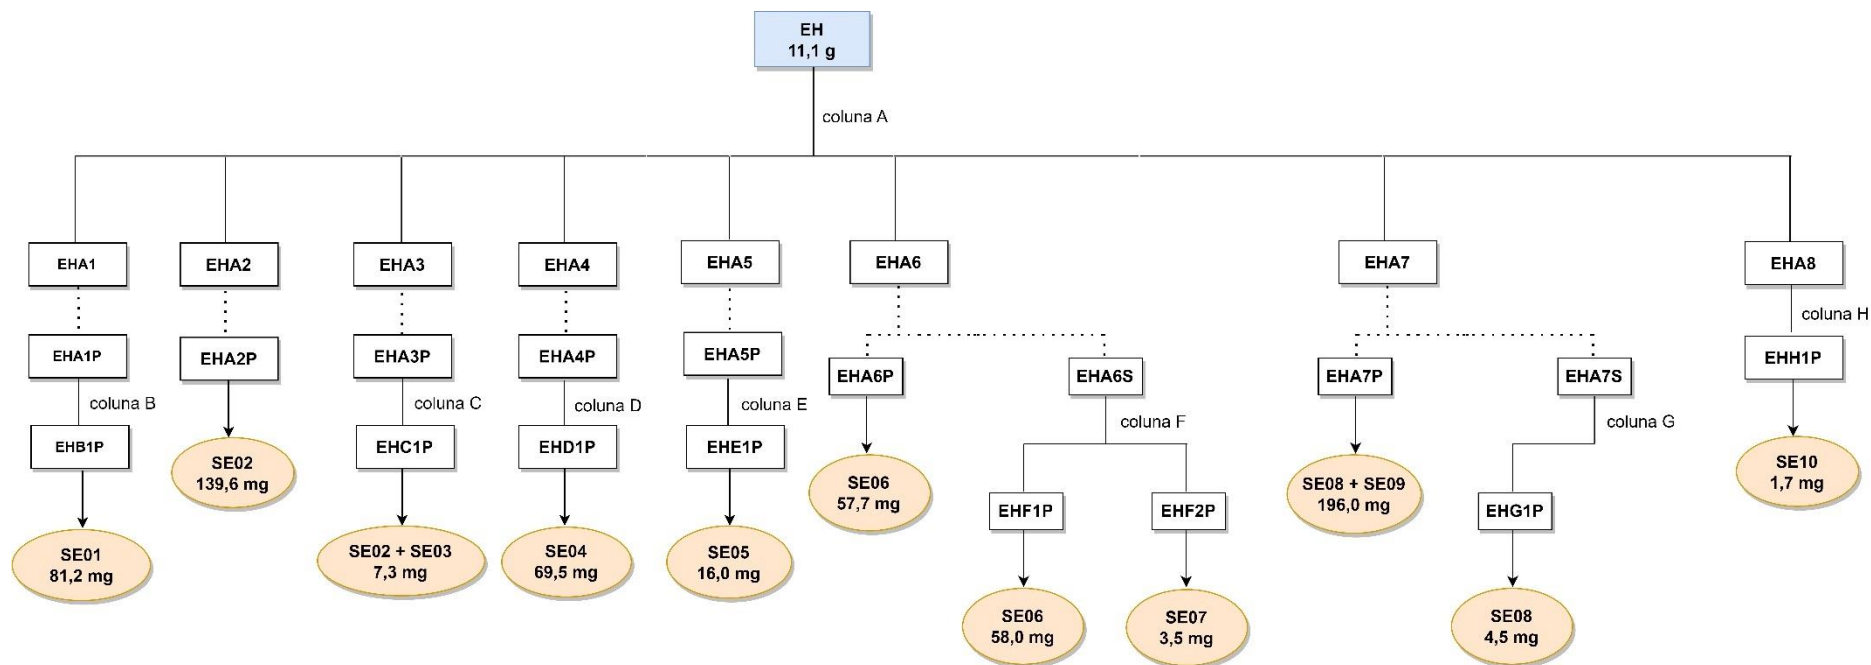 EH
11,1 g
coluna A
EHA1
EHA2
EHA3
EHA4
EHA5
EHA6
EHA7
EHA8
coluna H
EHA1P
EHA2P
EHA3P
EHA4P
EHA5P
EHA6P
EHA6S
EHA7P
EHA7S
EHH1P
coluna B
coluna C
coluna D
coluna E
coluna F
coluna G
EHB1P
EHC1P
EHD1P
EHE1P
SE02
139,6 mg
SE06
57,7 mg
SE08 + SE09
196,0 mg
SE10
1,7 mg
EHF1P
EHF2P
EHG1P
SE01
81,2 mg
SE02 + SE03
7,3 mg
SE04
69,5 mg
SE05
16,0 mg
SE06
58,0 mg
SE07
3,5 mg
SE08
4,5 mg